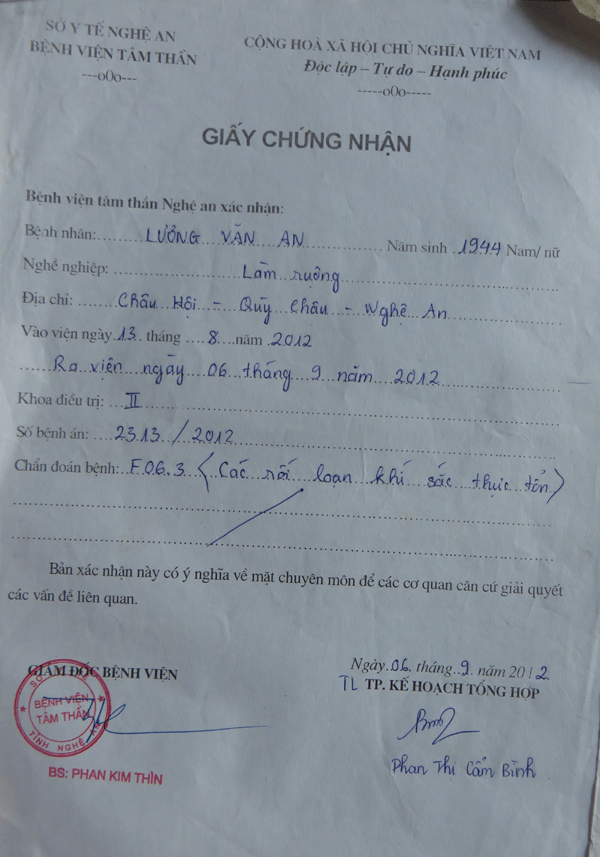 SỞ Y TẾ NGHỆ AN
BỆNH VIỆN TÂM THẦN
---o0o---
CỘNG HOÀ XÃ HỘI CHỦ NGHĨA VIỆT NAM
Độc lập – Tự do – Hạnh phúc
-----o0o-----
GIẤY CHỨNG NHẬN
Bệnh viện tâm thần Nghệ an xác nhận:
Bệnh nhân: LƯƠNG VĂN AN Năm sinh 1944 Nam/ nữ
Nghề nghiệp: Làm ruộng
Địa chỉ: Châu Hội - Quỳ Châu - Nghệ An
Vào viện ngày 13 tháng 8 năm 2012
Ra viện ngày 06 tháng 9 năm 2012
Khoa điều trị: II
Số bệnh án: 2313/2012
Chẩn đoán bệnh: F06.3 (Các rối loạn khí sắc thực tổn)
Bản xác nhận này có ý nghĩa về mặt chuyên môn để các cơ quan căn cứ giải quyết
các vấn đề liên quan.
Ngày 06 tháng 9 năm 2012
GIÁM ĐỐC BỆNH VIỆN
TL TP. KẾ HOẠCH TỔNG HỢP
BỆNH VIỆN
TÂM THẦN
TỈNH NGHỆ AN
BS: PHAN KIM THÌN
Phan Thị Cẩm Bình